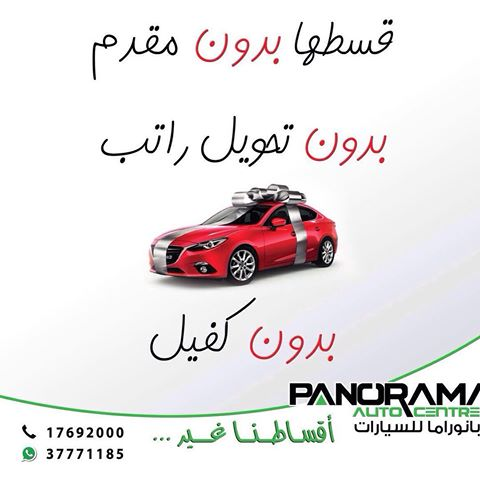 قسطها بدون مقدم
بدون تحويل راتب
بدون كفيل
PANORAMA
AUTO CENTRE
بانوراما للسيارات
أقساطنا غير ...
17692000
37771185